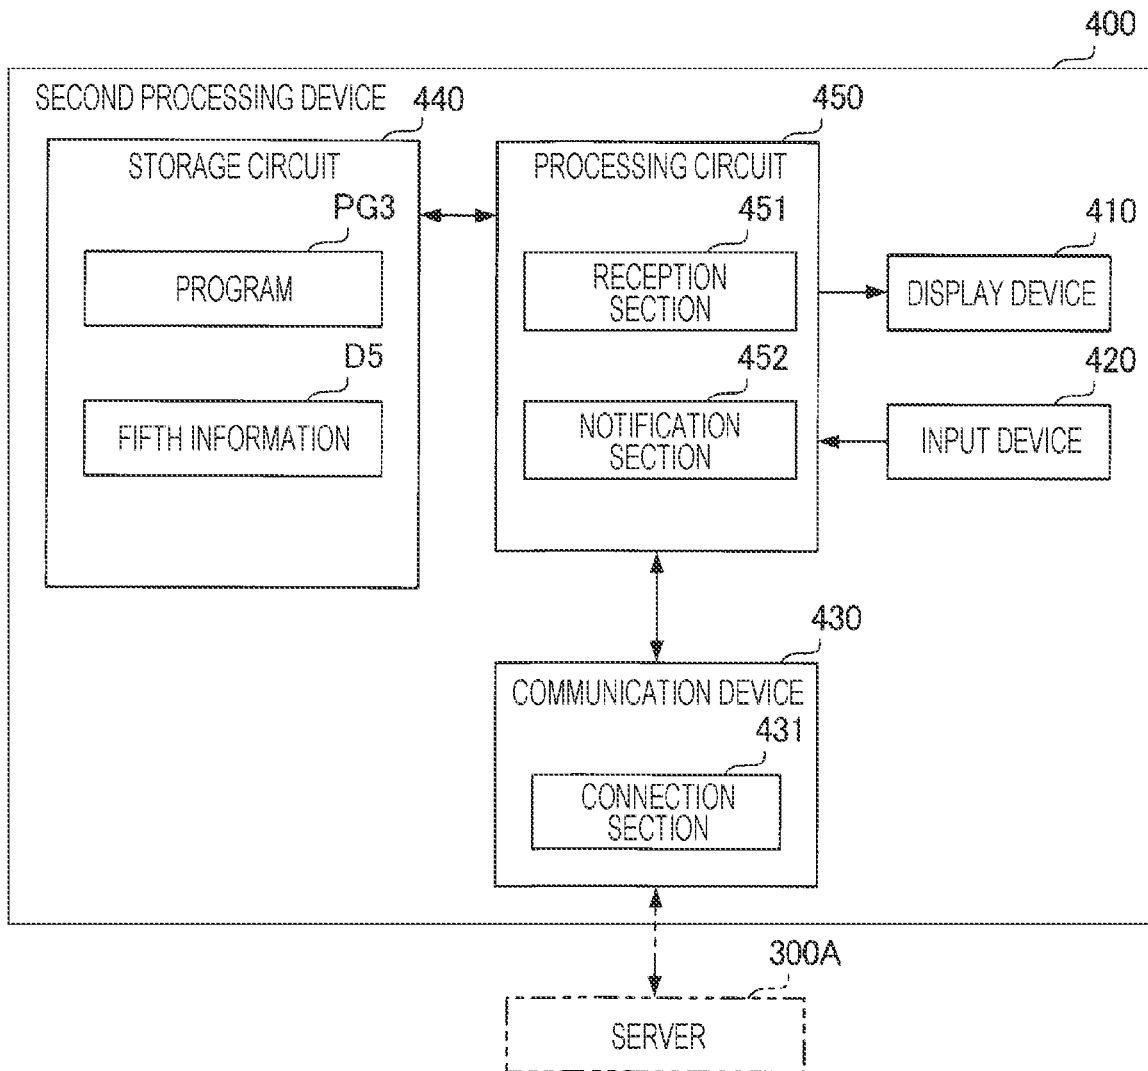 400
SECOND PROCESSING DEVICE
440
STORAGE CIRCUIT
PG3
PROGRAM
D5
FIFTH INFORMATION
450
PROCESSING CIRCUIT
451
RECEPTION
SECTION
452
NOTIFICATION
SECTION
410
DISPLAY DEVICE
420
INPUT DEVICE
430
COMMUNICATION DEVICE
431
CONNECTION
SECTION
300A
SERVER